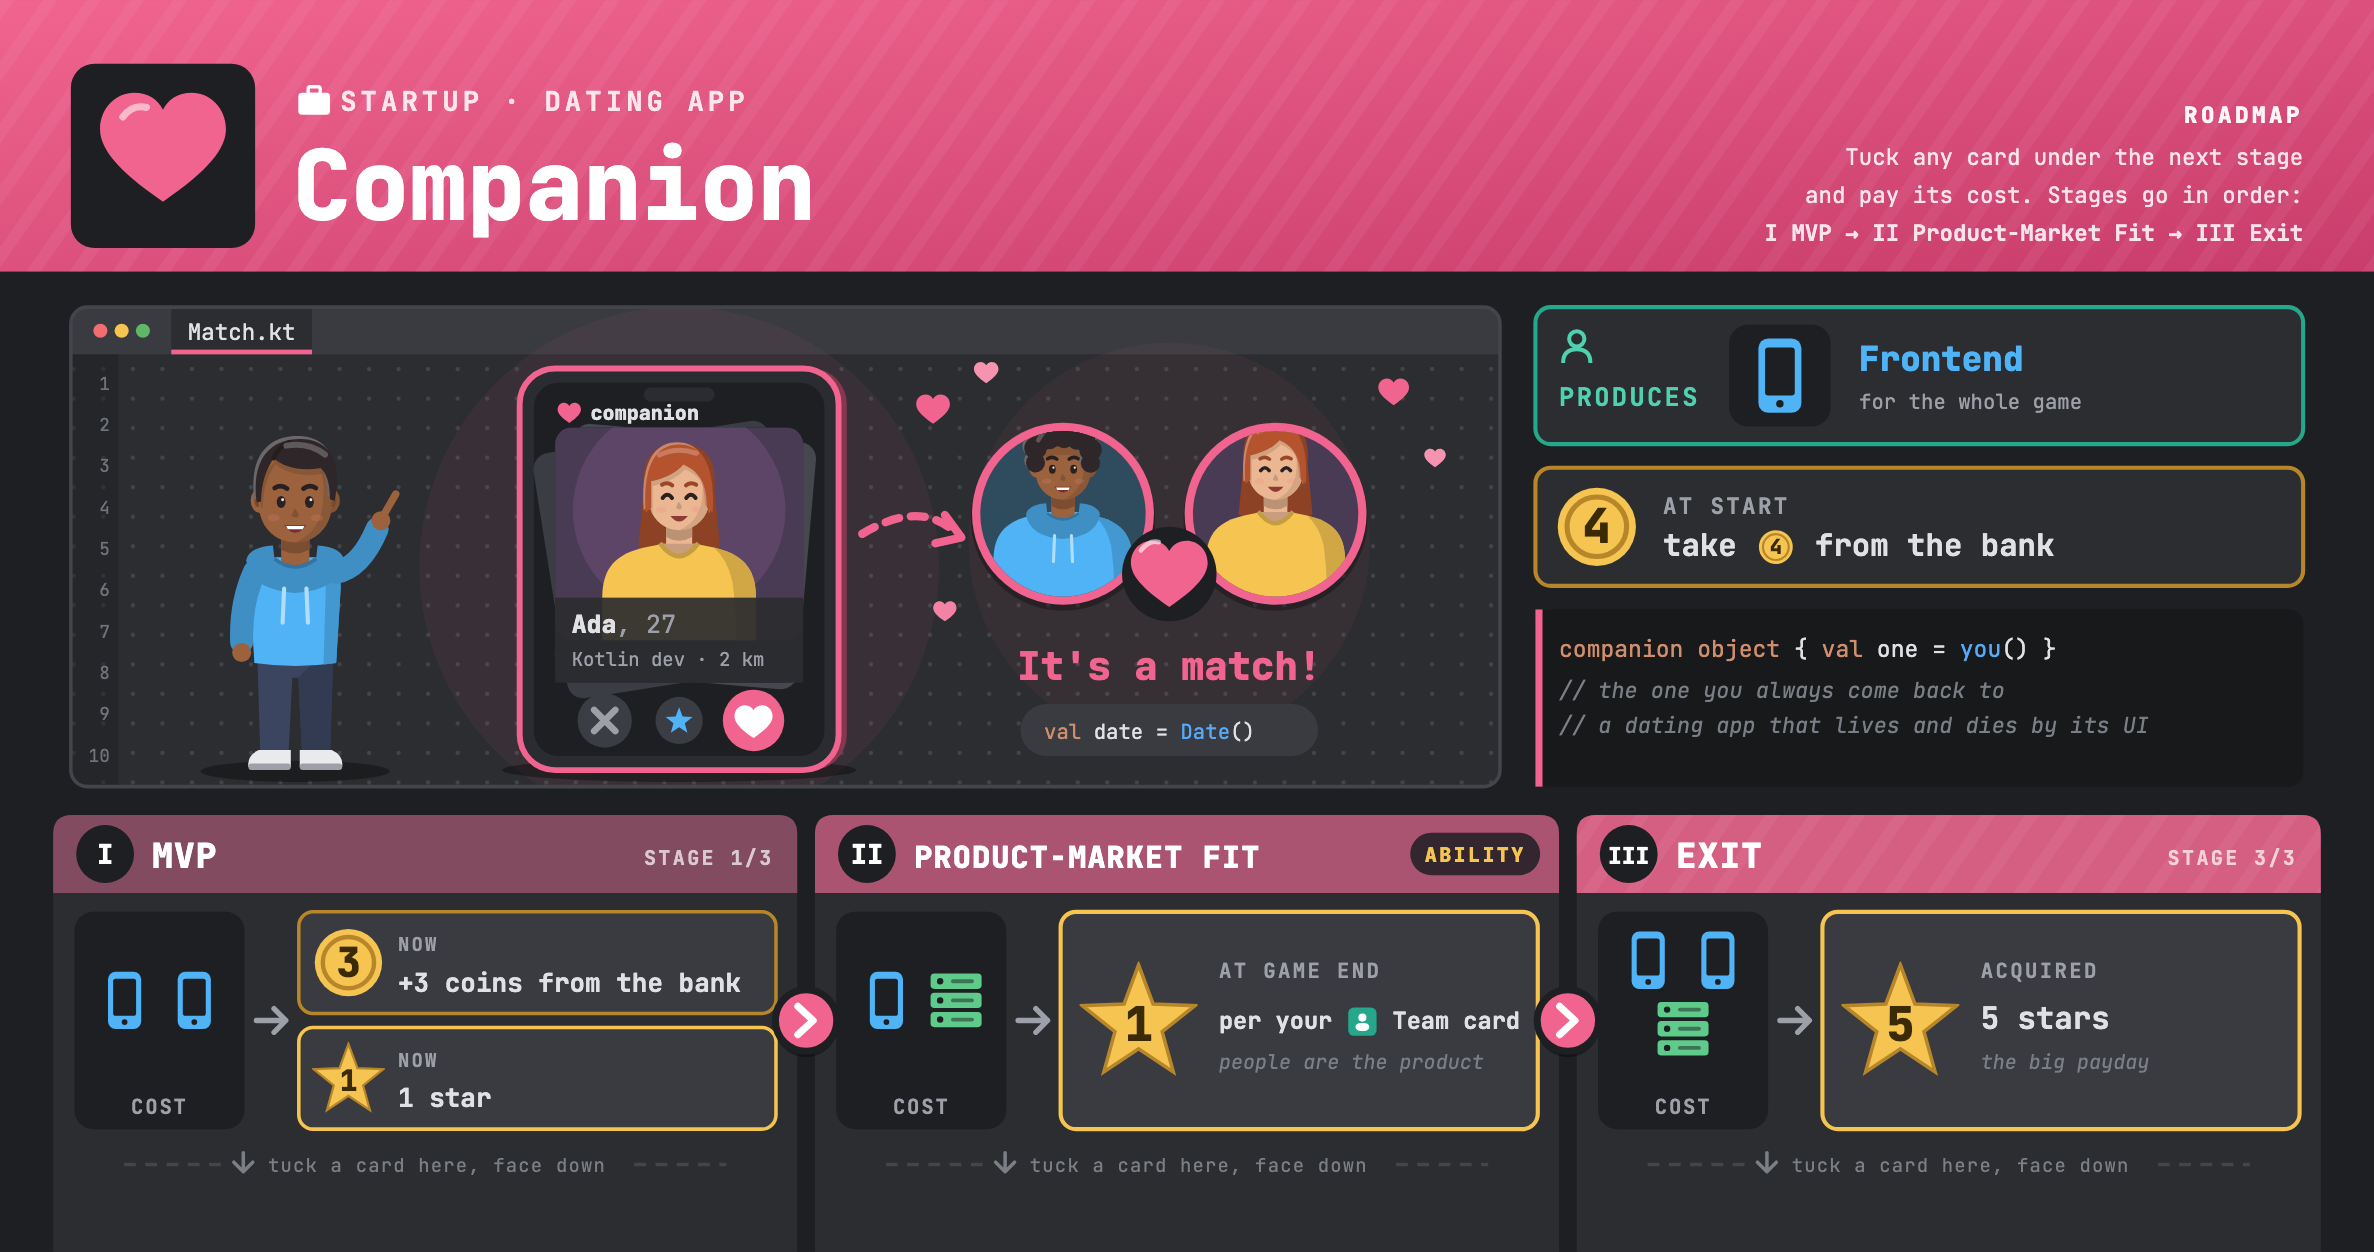 STARTUP · DATING APP
Companion
ROADMAP
Tuck any card under the next stage
and pay its cost. Stages go in order:
I MVP → II Product-Market Fit → III Exit
Match.kt
1
2
3
4
5
6
7
8
9
10
companion
Ada, 27
Kotlin dev · 2 km
It's a match!
val date = Date()
PRODUCES
Frontend
for the whole game
4
AT START
take 4 from the bank
companion object { val one = you() }
// the one you always come back to
// a dating app that lives and dies by its UI
I MVP
STAGE 1/3
COST
3
NOW
+3 coins from the bank
1
NOW
1 star
tuck a card here, face down
II PRODUCT-MARKET FIT
ABILITY
COST
1
AT GAME END
per your Team card
people are the product
tuck a card here, face down
III EXIT
STAGE 3/3
COST
5
ACQUIRED
5 stars
the big payday
tuck a card here, face down